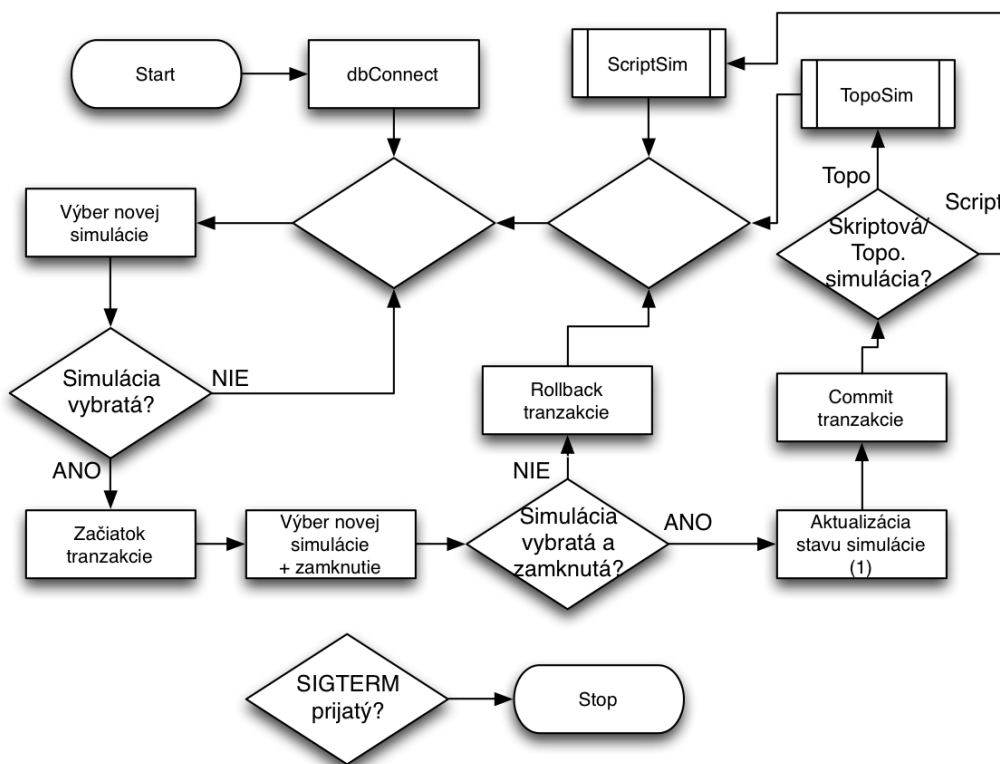 Start
dbConnect
ScriptSim
TopoSim
Topo
Script
Výber novej
simulácie
Skriptová/
Topo.
simulácia?
Simulácia
vybratá?
NIE
Rollback
tranzakcie
Commit
tranzakcie
ANO
NIE
Začiatok
tranzakcie
Výber novej
simulácie
+ zamknutie
Simulácia
vybratá a
zamknutá?
ANO
Aktualizácia
stavu simulácie
(1)
SIGTERM
prijatý?
Stop